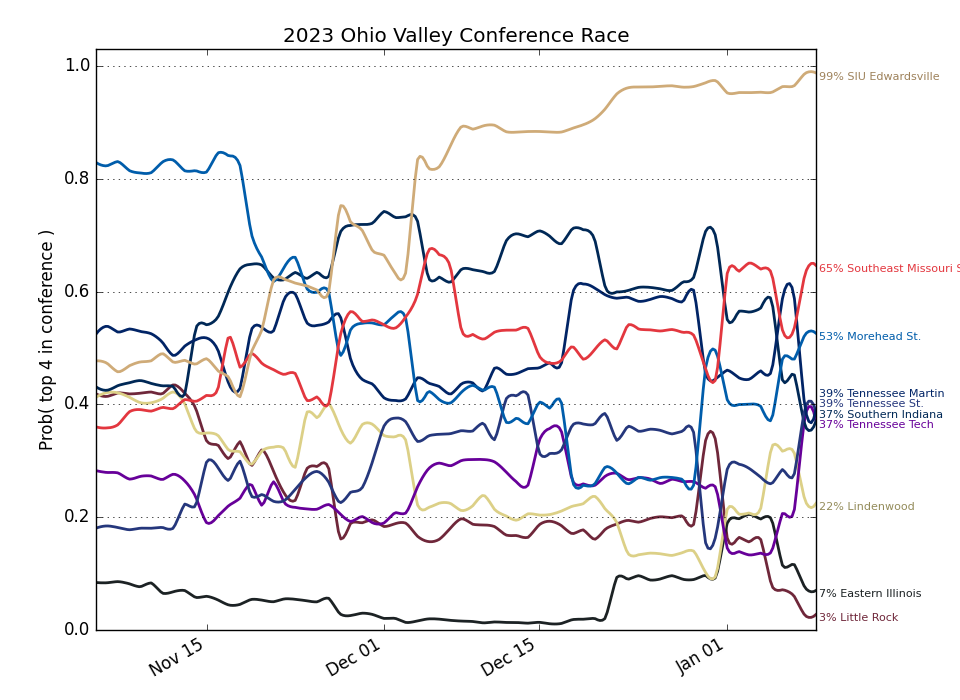 2023 Ohio Valley Conference Race
Prob( top 4 in conference )
1.0
0.8
0.6
0.4
0.2
0.0
Nov 15
Dec 01
Dec 15
Jan 01
99% SIU Edwardsville
65% Southeast Missouri S
53% Morehead St.
39% Tennessee Martin
39% Tennessee St.
37% Southern Indiana
37% Tennessee Tech
22% Lindenwood
7% Eastern Illinois
3% Little Rock